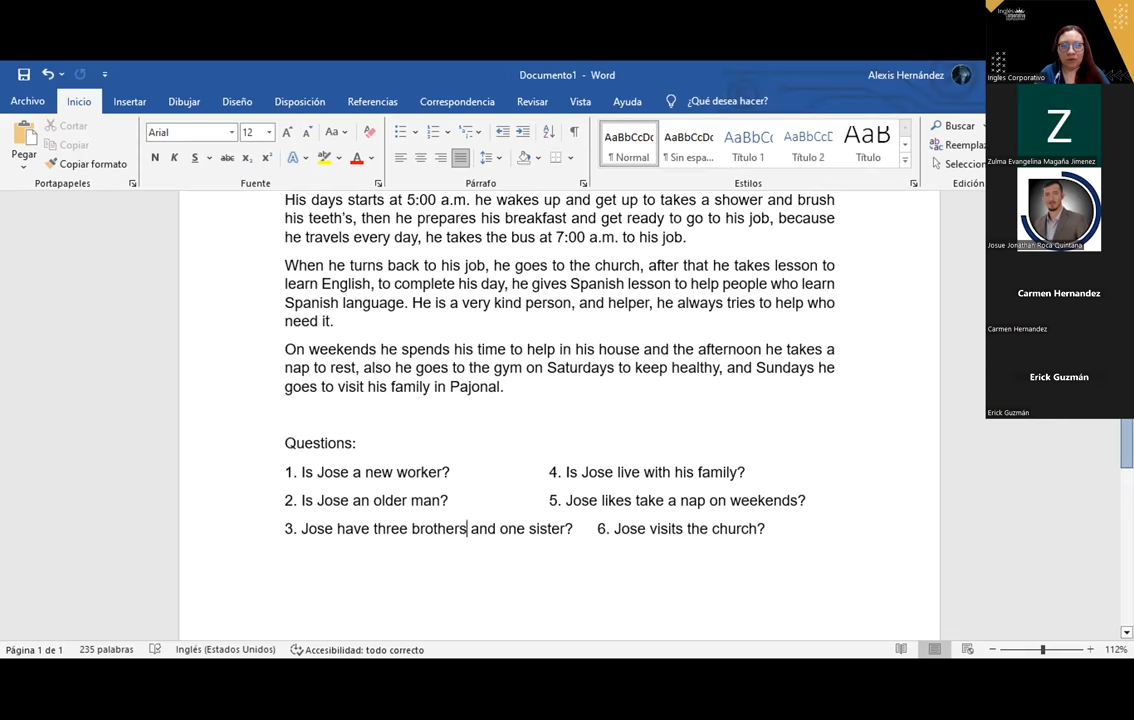 Documento1 - Word
Alexis Hernández
Archivo Inicio Insertar Dibujar Diseño Disposición Referencias Correspondencia Revisar Vista Ayuda ¿Qué desea hacer?
Pegar
Cortar
Copiar
Copiar formato
Portapapeles
Arial 12
Aa
N K S abc x₂ x²
Fuente
Párrafo
AaBbCcDc AaBbCcDc AaBbCc AaBbCcD AaB
¶ Normal ¶ Sin espa... Título 1 Título 2 Título
Estilos
Buscar
Reempla
Seleccio
Edición
His days starts at 5:00 a.m. he wakes up and get up to takes a shower and brush
his teeth’s, then he prepares his breakfast and get ready to go to his job, because
he travels every day, he takes the bus at 7:00 a.m. to his job.
When he turns back to his job, he goes to the church, after that he takes lesson to
learn English, to complete his day, he gives Spanish lesson to help people who learn
Spanish language. He is a very kind person, and helper, he always tries to help who
need it.
On weekends he spends his time to help in his house and the afternoon he takes a
nap to rest, also he goes to the gym on Saturdays to keep healthy, and Sundays he
goes to visit his family in Pajonal.
Questions:
1. Is Jose a new worker? 4. Is Jose live with his family?
2. Is Jose an older man? 5. Jose likes take a nap on weekends?
3. Jose have three brothers and one sister? 6. Jose visits the church?
Página 1 de 1 235 palabras Inglés (Estados Unidos) Accesibilidad: todo correcto 112%
Inglés Corporativo
Z
Zulma Evangelina Magaña Jimenez
Josue Jonathan Roca Quintana
Carmen Hernandez
Carmen Hernandez
Erick Guzmán
Erick Guzmán